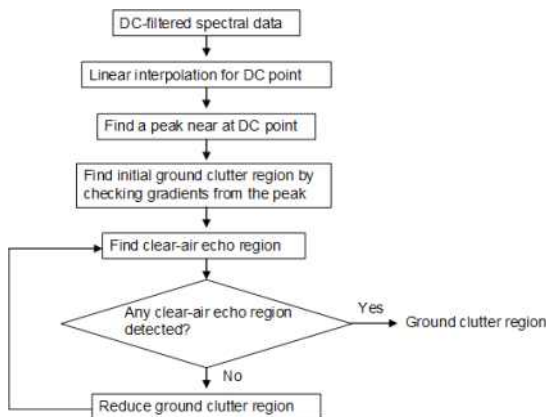 DC-filtered spectral data
Linear interpolation for DC point
Find a peak near at DC point
Find initial ground clutter region by
checking gradients from the peak
Find clear-air echo region
Any clear-air echo region
detected?
Yes
Ground clutter region
No
Reduce ground clutter region